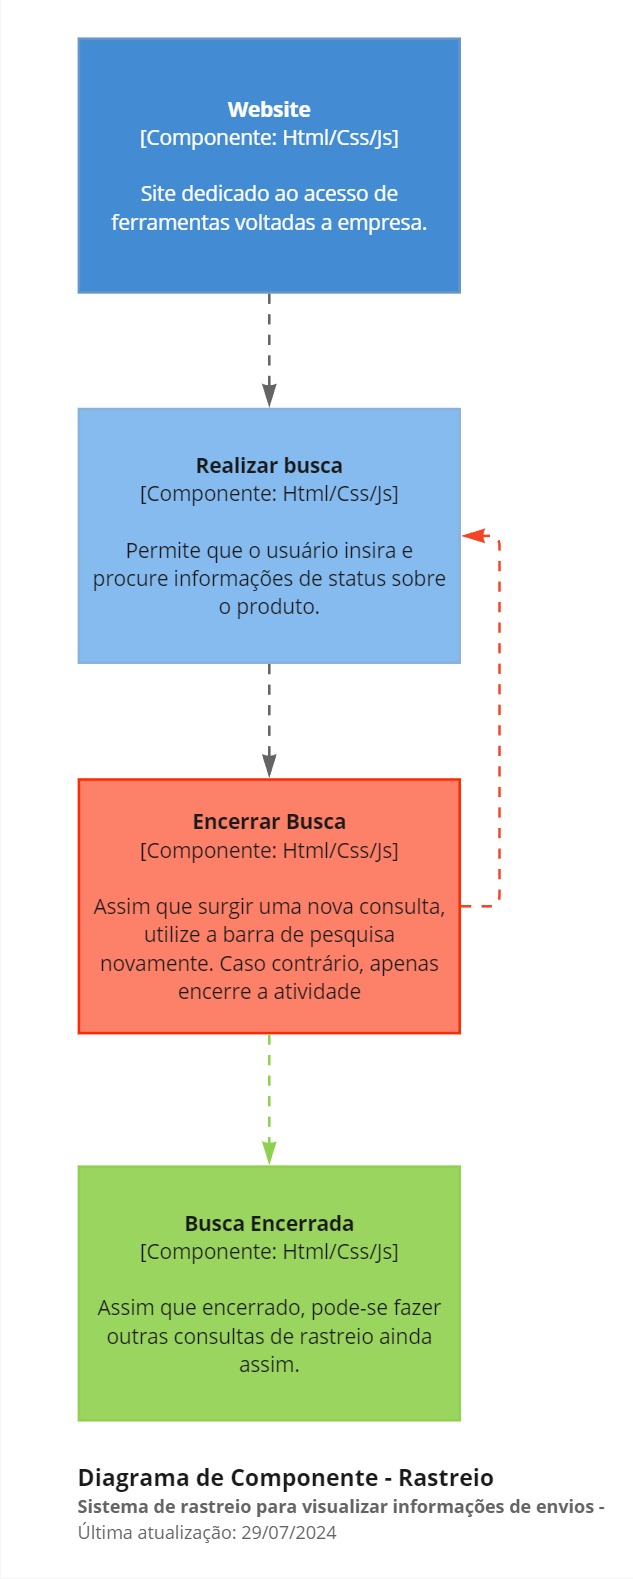 Website
[Componente: Html/Css/Js]
Site dedicado ao acesso de
ferramentas voltadas a empresa.
Realizar busca
[Componente: Html/Css/Js]
Permite que o usuário insira e
procure informações de status sobre
o produto.
Encerrar Busca
[Componente: Html/Css/Js]
Assim que surgir uma nova consulta,
utilize a barra de pesquisa
novamente. Caso contrário, apenas
encerre a atividade
Busca Encerrada
[Componente: Html/Css/Js]
Assim que encerrado, pode-se fazer
outras consultas de rastreio ainda
assim.
Diagrama de Componente - Rastreio
Sistema de rastreio para visualizar informações de envios -
Última atualização: 29/07/2024